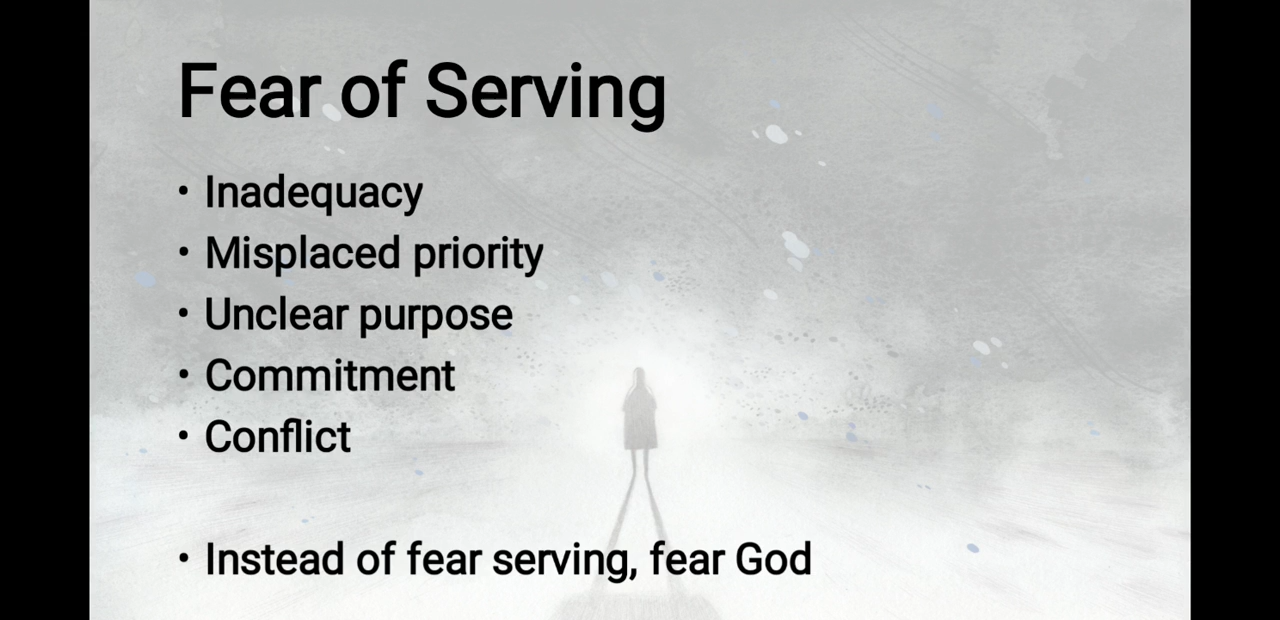 Fear of Serving
• Inadequacy
• Misplaced priority
• Unclear purpose
• Commitment
• Conflict
• Instead of fear serving, fear God